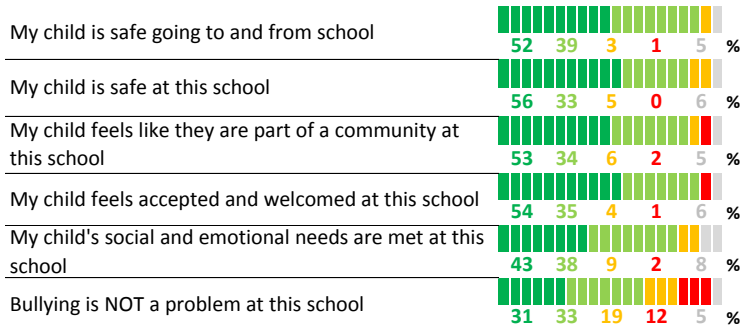 My child is safe going to and from school
52 39 3 1 5 %
My child is safe at this school
56 33 5 0 6 %
My child feels like they are part of a community at
this school
53 34 6 2 5 %
My child feels accepted and welcomed at this school
54 35 4 1 6 %
My child's social and emotional needs are met at this
school
43 38 9 2 8 %
Bullying is NOT a problem at this school
31 33 19 12 5 %